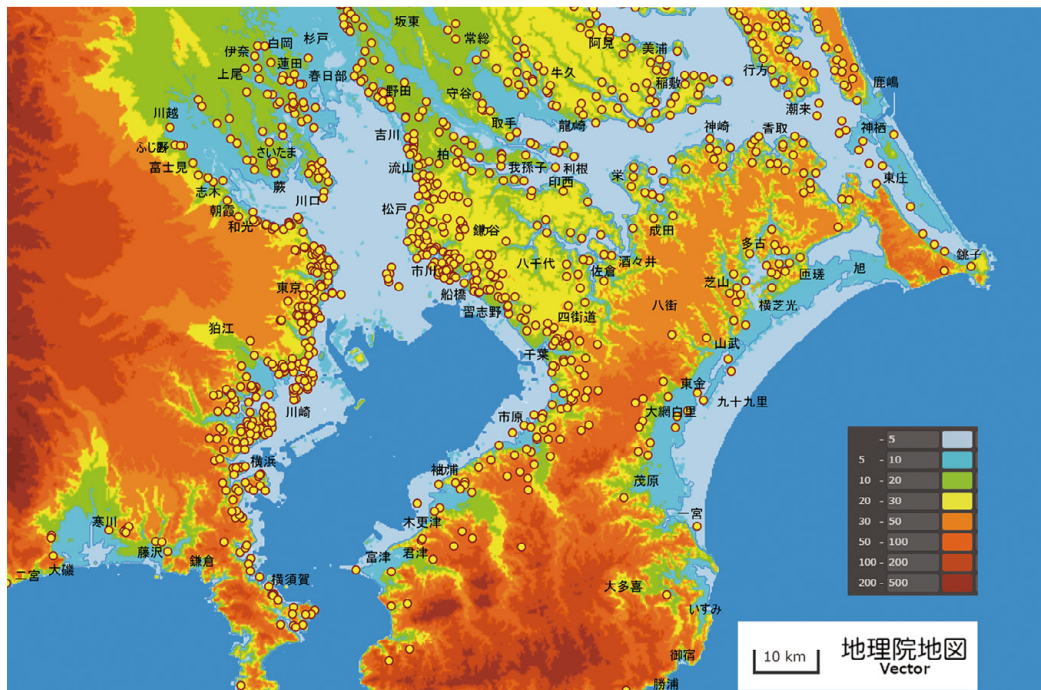 坂東
杉戸
白岡
伊奈
常総
阿見
美浦
蓮田
上尾
春日部
牛久
行方
稲敷
鹿嶋
野田
守谷
潮来
川越
吉川
取手
龍崎
神崎
香取
神栖
さいたま
柏
富士見
流山
我孫子
利根
印西
栄
東庄
志木
蕨
川口
朝霞
和光
松戸
鎌谷
成田
多古
銚子
市川
八千代
佐倉
酒々井
匝瑳
旭
東京
船橋
芝山
八街
横芝光
習志野
四街道
狛江
千葉
山武
東金
九十九里
川崎
市原
大網白里
横浜
茂原
寒川
木更津
一宮
藤沢
鎌倉
富津
君津
二宮
大磯
横須賀
大多喜
いすみ
御宿
勝浦
- 5
5 - 10
10 - 20
20 - 30
30 - 50
50 - 100
100 - 200
200 - 500
10 km
地理院地図
Vector